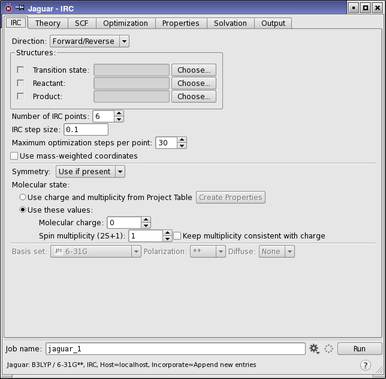 Jaguar - IRC
IRC Theory SCF Optimization Properties Solvation Output
Direction: Forward/Reverse
Structures:
Transition state: Choose...
Reactant: Choose...
Product: Choose...
Number of IRC points: 6
IRC step size: 0.1
Maximum optimization steps per point: 30
Use mass-weighted coordinates
Symmetry: Use if present
Molecular state:
Use charge and multiplicity from Project Table Create Properties
Use these values:
Molecular charge: 0
Spin multiplicity (2S+1): 1 Keep multiplicity consistent with charge
Basis set: 6-31G Polarization: ** Diffuse: None
Job name: jaguar_1 Run
Jaguar: B3LYP / 6-31G**, IRC, Host=localhost, Incorporate=Append new entries ?